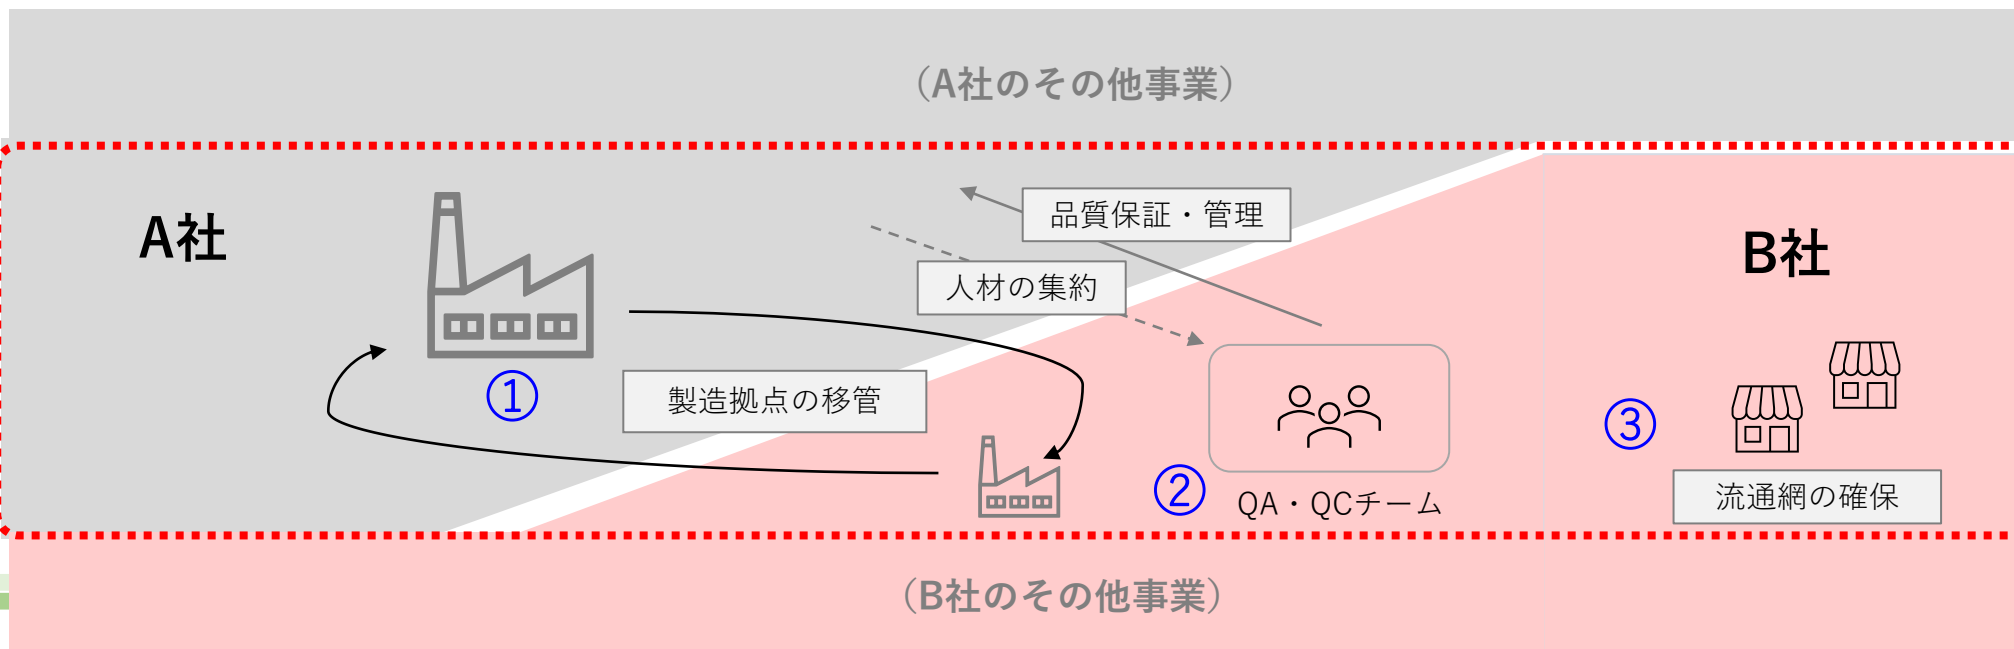 （A社のその他事業）
A社
品質保証・管理
B社
人材の集約
①
製造拠点の移管
③
②
QA・QCチーム
流通網の確保
（B社のその他事業）